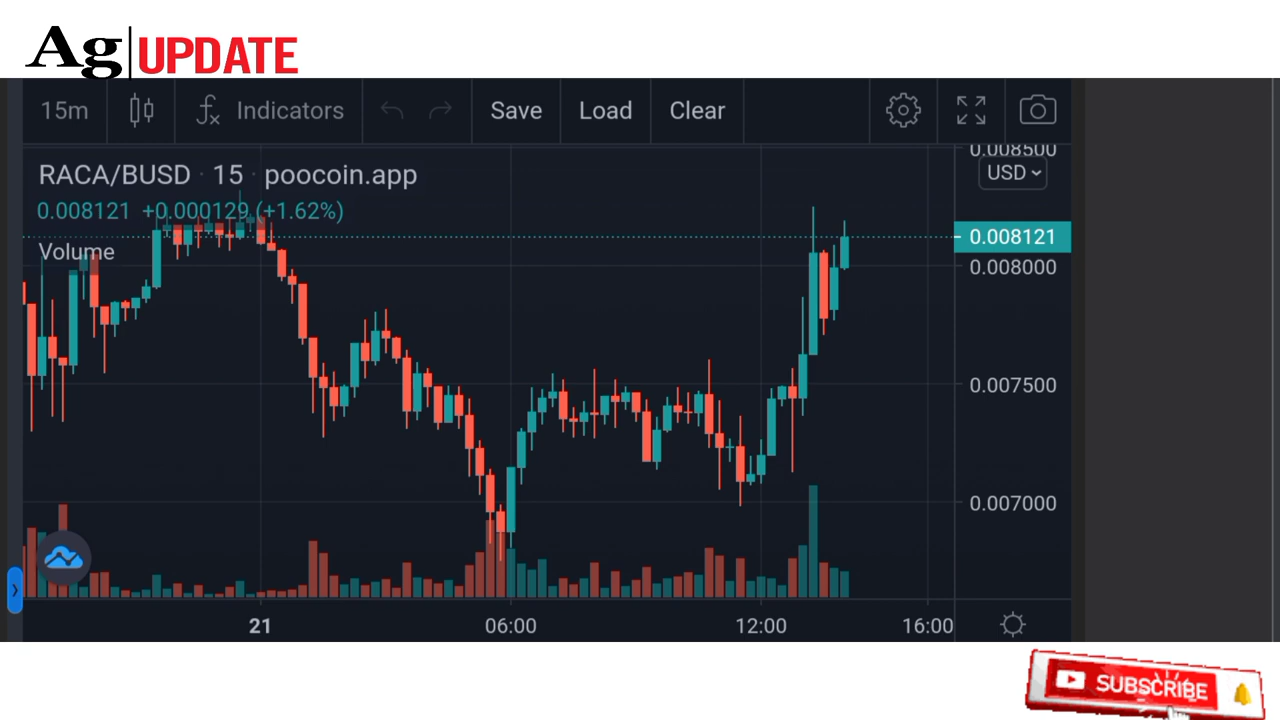 Ag|UPDATE
15m
Indicators
Save
Load
Clear
0.008500
RACA/BUSD · 15 · poocoin.app
USD
0.008121 +0.000129 (+1.62%)
0.008121
Volume
0.008000
0.007500
0.007000
21
06:00
12:00
16:00
SUBSCRIBE